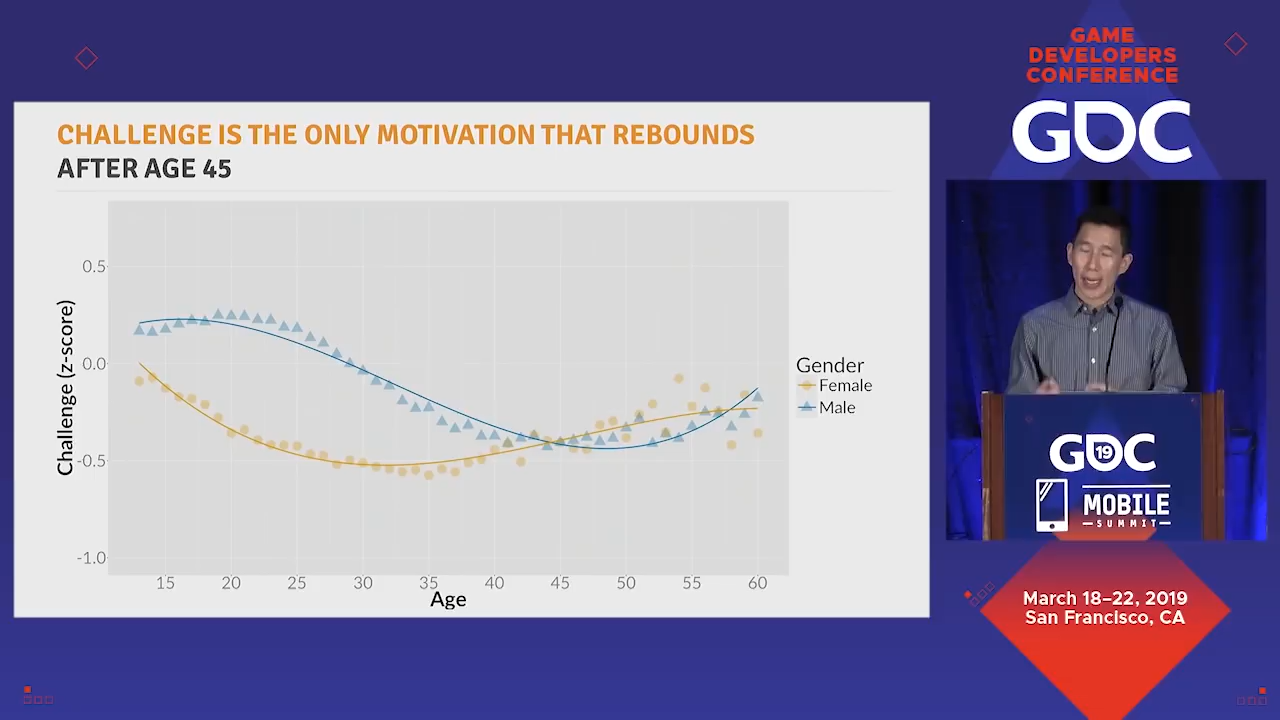 GAME
DEVELOPERS
CONFERENCE
GDC
CHALLENGE IS THE ONLY MOTIVATION THAT REBOUNDS
AFTER AGE 45
Challenge (z-score)
0.5
0.0
-0.5
-1.0
15 20 25 30 35 40 45 50 55 60
Age
Gender
Female
Male
GDC 19
MOBILE
SUMMIT
March 18–22, 2019
San Francisco, CA